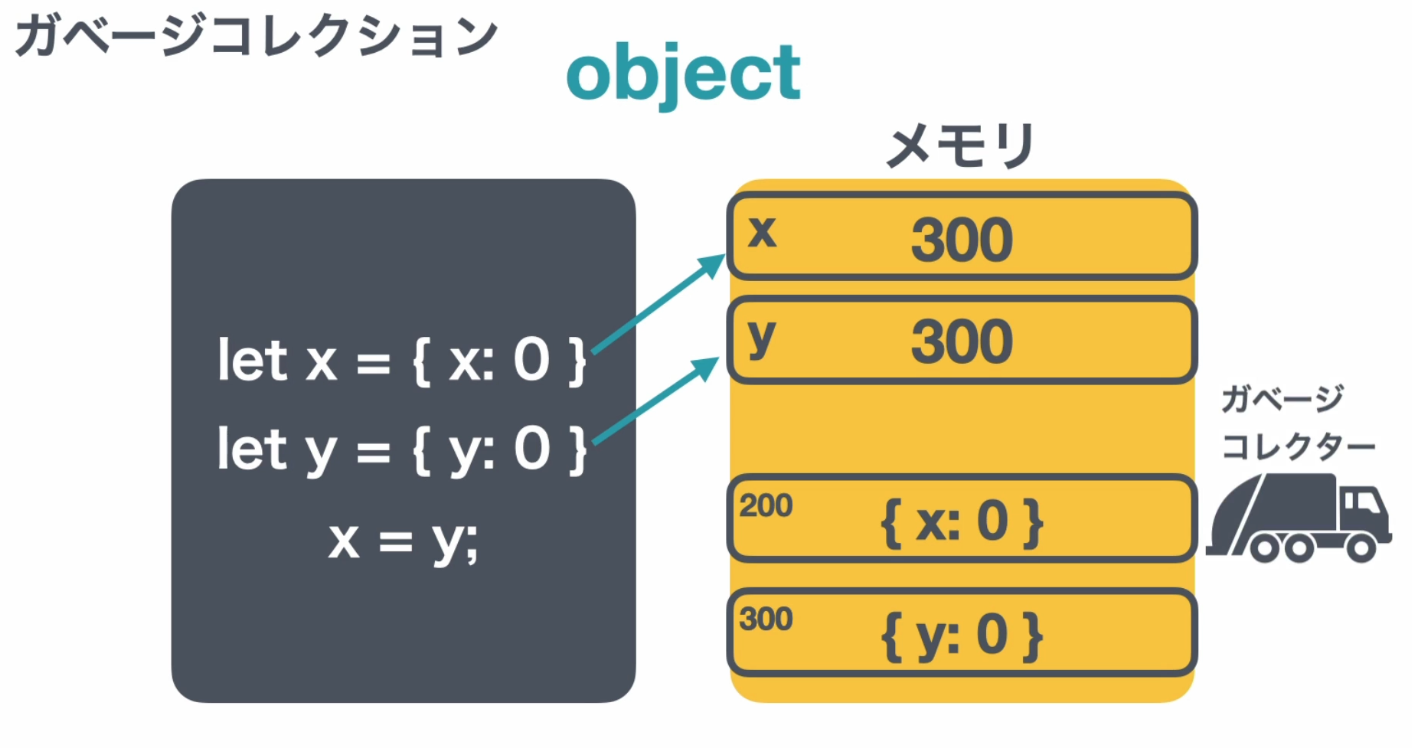 ガベージコレクション
object
let x = { x: 0 }
let y = { y: 0 }
x = y;
メモリ
x 300
y 300
200 { x: 0 }
300 { y: 0 }
ガベージ
コレクター